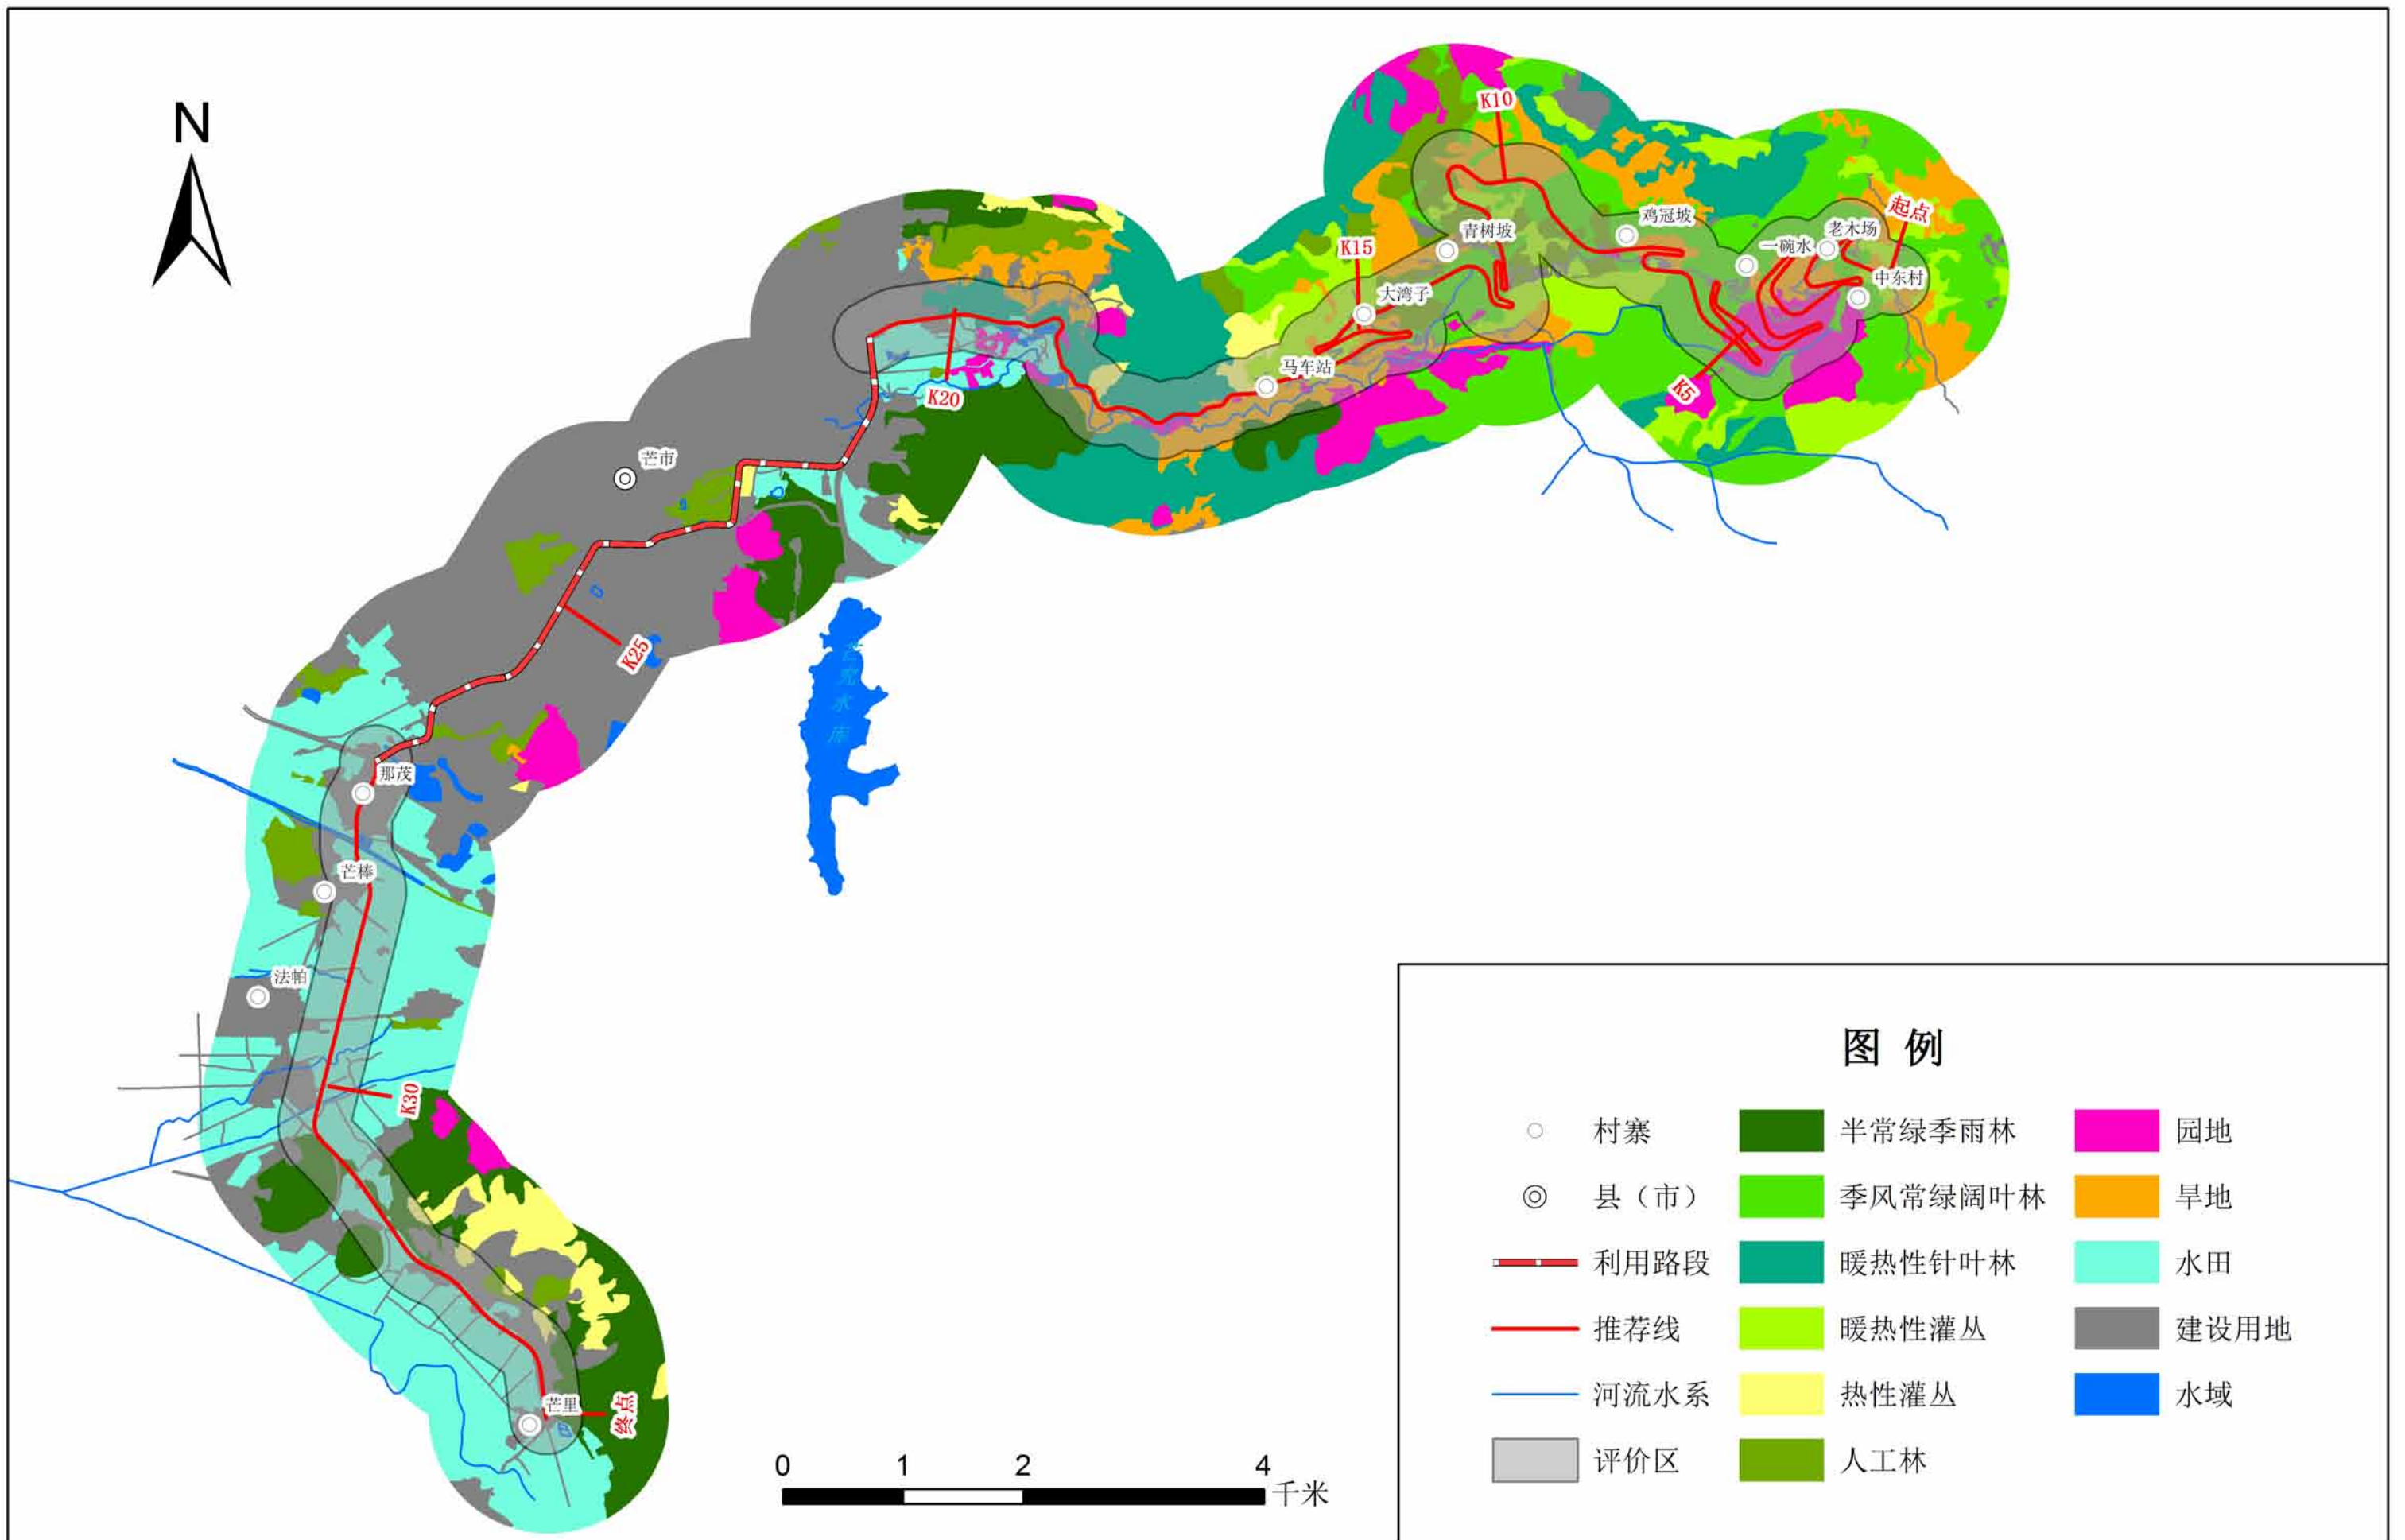 N
K10
起点
鸡冠坡
老木场
青树坡
一碗水
K15
中东村
大湾子
马车站
K5
K20
芒市
K25
芒究水库
那茂
芒棒
法帕
K30
芒里
终点
0 1 2 4
千米
图 例
村寨 半常绿季雨林 园地
县（市） 季风常绿阔叶林 旱地
利用路段 暖热性针叶林 水田
推荐线 暖热性灌丛 建设用地
河流水系 热性灌丛 水域
评价区 人工林